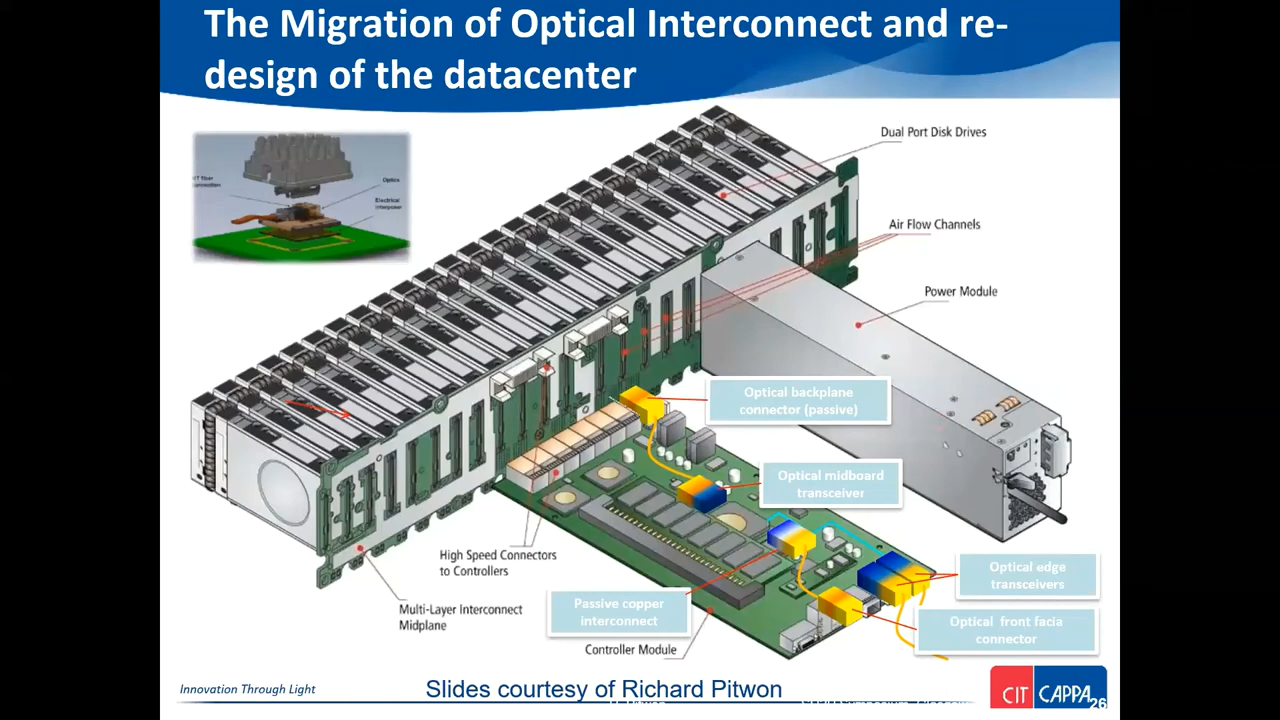 The Migration of Optical Interconnect and re-
design of the datacenter
Optics
Electrical
Interposer
Dual Port Disk Drives
Air Flow Channels
Power Module
Optical backplane
connector (passive)
Optical midboard
transceiver
High Speed Connectors
to Controllers
Optical edge
transceivers
Multi-Layer Interconnect
Midplane
Passive copper
interconnect
Optical front facia
connector
Controller Module
Innovation Through Light
Slides courtesy of Richard Pitwon
CIT
CAPPA
26